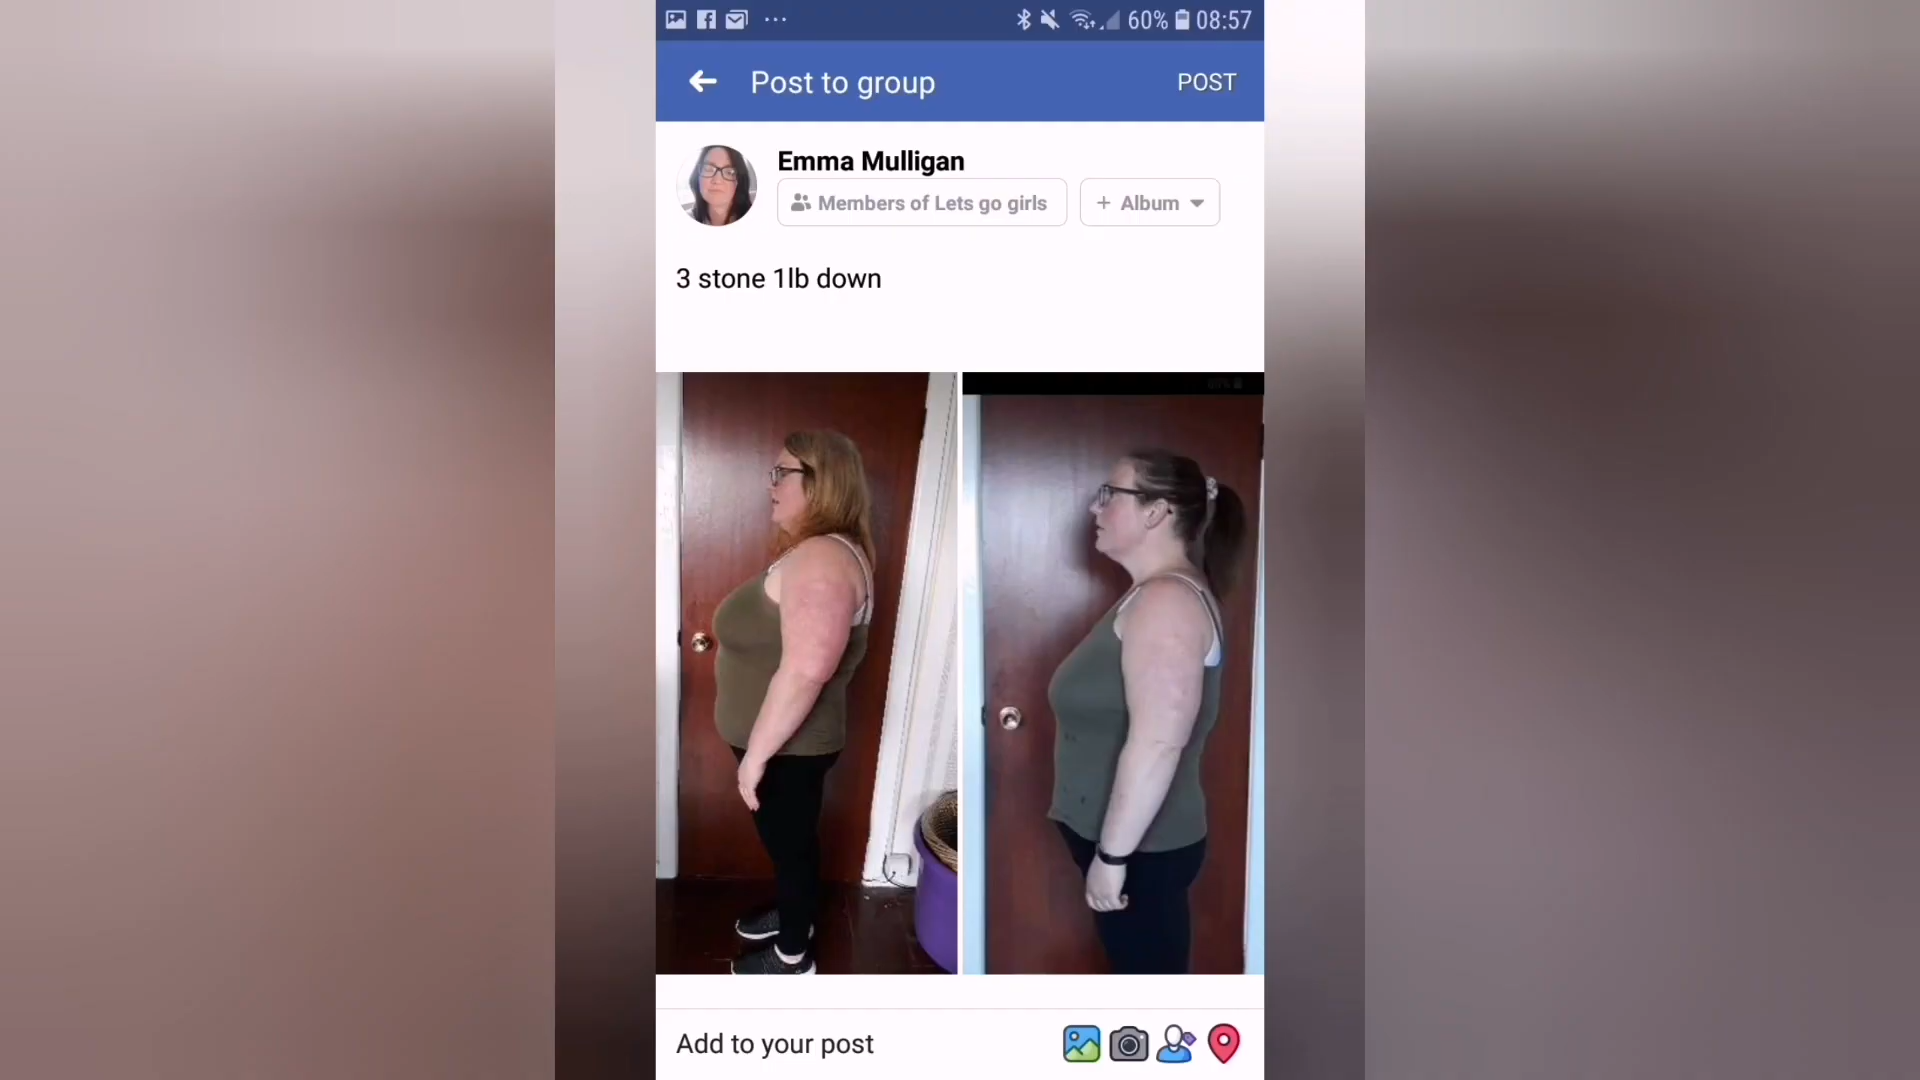 60% 08:57
Post to group POST
Emma Mulligan
Members of Lets go girls + Album
3 stone 1lb down
Add to your post